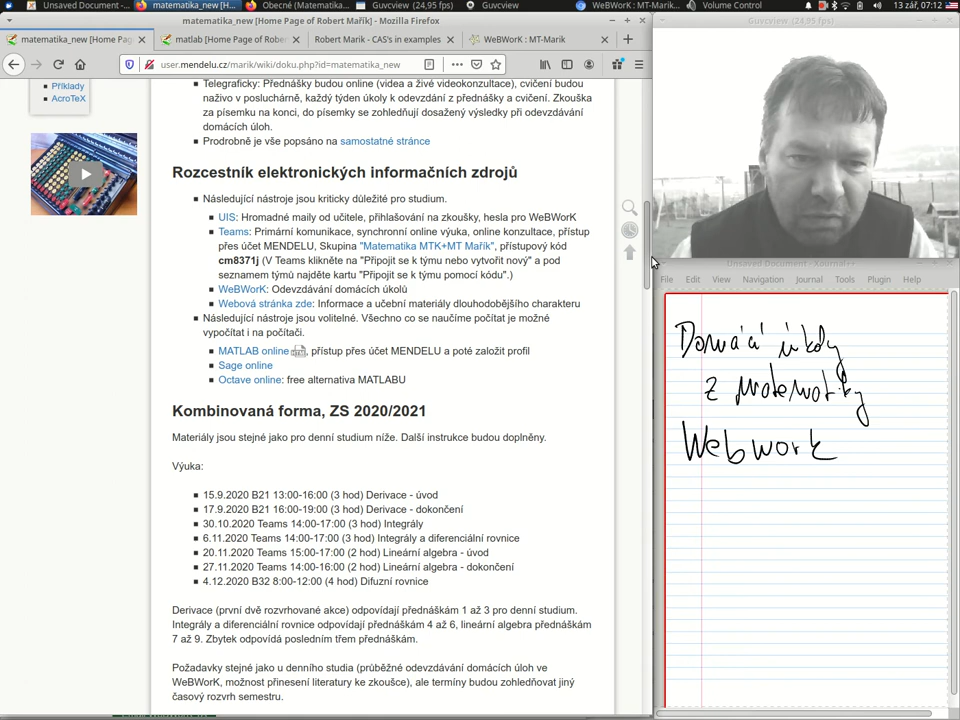 Unsaved Document -...
matematika_new [H...
Obecné (Matematika...
Guvcview (24,95 fps)
Guvcview
WeBWorK : MT-Marik...
Volume Control
13 zář, 07:12
matematika_new [Home Page of Robert Mařík] - Mozilla Firefox
matematika_new [Home Page
matlab [Home Page of Robe
Robert Marik - CAS's in examples
WeBWorK : MT-Marik
user.mendelu.cz/marik/wiki/doku.php?id=matematika_new
Příklady
AcroTeX
Telegraficky: Přednášky budou online (videa a živé videokonzultace), cvičení budou
naživo v posluchárně, každý týden úkoly k odevzdání z přednášky a cvičení. Zkouška
za písemku na konci, do písemky se zohledňují dosažený výsledky při odevzdávání
domácích úloh.
Prodrobně je vše popsáno na samostatné stránce
Rozcestník elektronických informačních zdrojů
Následující nástroje jsou kriticky důležité pro studium.
UIS: Hromadné maily od učitele, přihlašování na zkoušky, hesla pro WeBWorK
Teams: Primární komunikace, synchronní online výuka, online konzultace, přístup
přes účet MENDELU, Skupina "Matematika MTK+MT Mařík", přístupový kód
cm8371j (V Teams klikněte na "Připojit se k týmu nebo vytvořit nový" a pod
seznamem týmů najděte kartu "Připojit se k týmu pomocí kódu".)
WeBWorK: Odevzdávání domácích úkolů
Webová stránka zde: Informace a učební materiály dlouhodobějšího charakteru
Následující nástroje jsou volitelné. Všechno co se naučíme počítat je možné
vypočítat i na počítači.
MATLAB online, přístup přes účet MENDELU a poté založit profil
Sage online
Octave online: free alternativa MATLABU
Kombinovaná forma, ZS 2020/2021
Materiály jsou stejné jako pro denní studium níže. Další instrukce budou doplněny.
Výuka:
15.9.2020 B21 13:00-16:00 (3 hod) Derivace - úvod
17.9.2020 B21 16:00-19:00 (3 hod) Derivace - dokončení
30.10.2020 Teams 14:00-17:00 (3 hod) Integrály
6.11.2020 Teams 14:00-17:00 (3 hod) Integrály a diferenciální rovnice
20.11.2020 Teams 15:00-17:00 (2 hod) Lineární algebra - úvod
27.11.2020 Teams 14:00-16:00 (2 hod) Lineární algebra - dokončení
4.12.2020 B32 8:00-12:00 (4 hod) Difuzní rovnice
Derivace (první dvě rozvrhované akce) odpovídají přednáškám 1 až 3 pro denní studium.
Integrály a diferenciální rovnice odpovídají přednáškám 4 až 6, lineární algebra přednáškám
7 až 9. Zbytek odpovídá posledním třem přednáškám.
Požadavky stejné jako u denního studia (průběžné odevzdávání domácích úloh ve
WeBWorK, možnost přinesení literatury ke zkoušce), ale termíny budou zohledňovat jiný
časový rozvrh semestru.
Guvcview (24,95 fps)
Unsaved Document - Xournal++
File Edit View Navigation Journal Tools Plugin Help
Domácí úkoly
z matematiky
Webwork